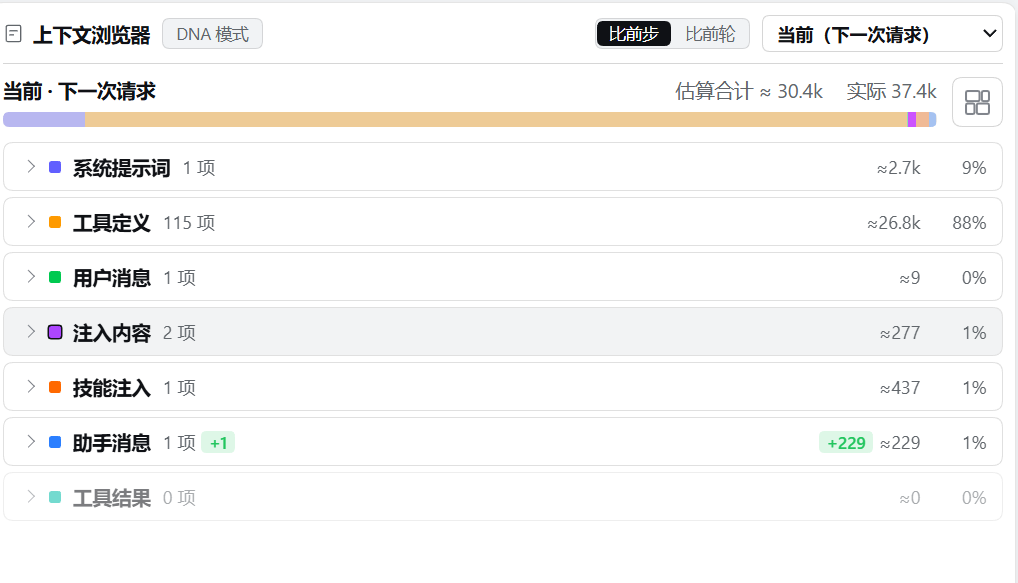 上下文浏览器 DNA 模式 比前步 比前轮 当前（下一次请求）
当前 · 下一次请求 估算合计 ≈ 30.4k 实际 37.4k
系统提示词 1 项 ≈2.7k 9%
工具定义 115 项 ≈26.8k 88%
用户消息 1 项 ≈9 0%
注入内容 2 项 ≈277 1%
技能注入 1 项 ≈437 1%
助手消息 1 项 +1 +229 ≈229 1%
工具结果 0 项 ≈0 0%